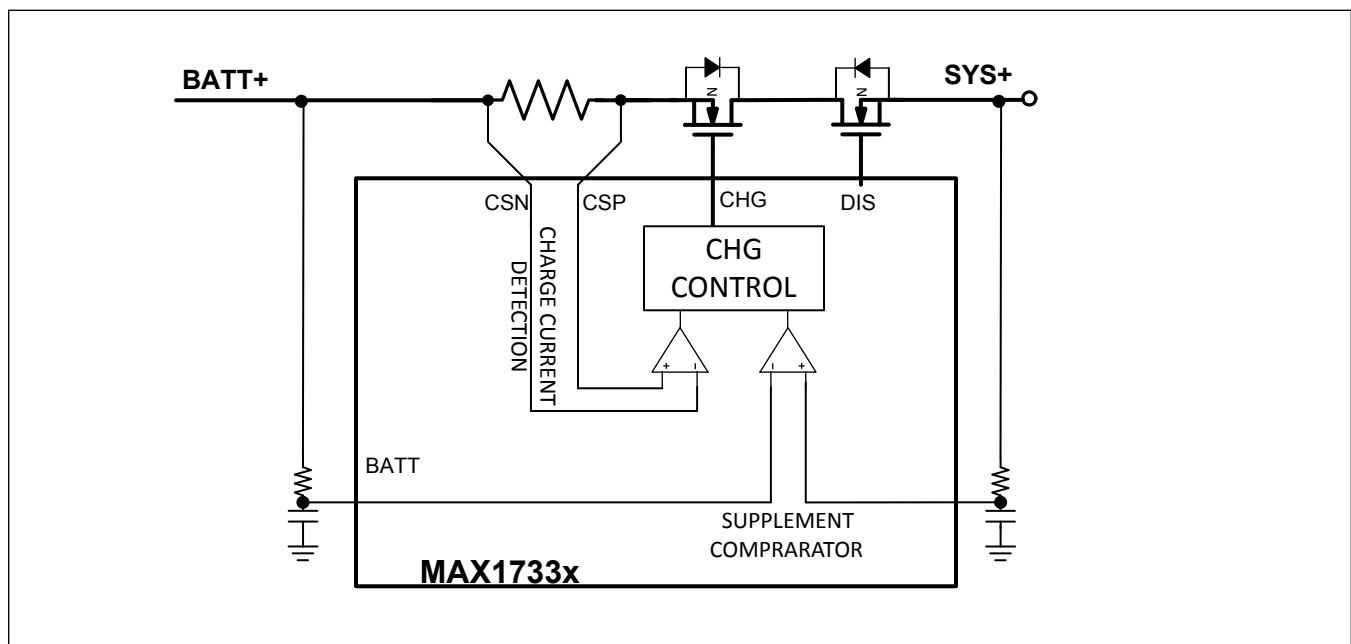 BATT+
SYS+
N
N
CSN
CSP
CHG
DIS
CHARGE CURRENT
DETECTION
CHG
CONTROL
+
-
-
+
BATT
SUPPLEMENT
COMPRARATOR
MAX1733x